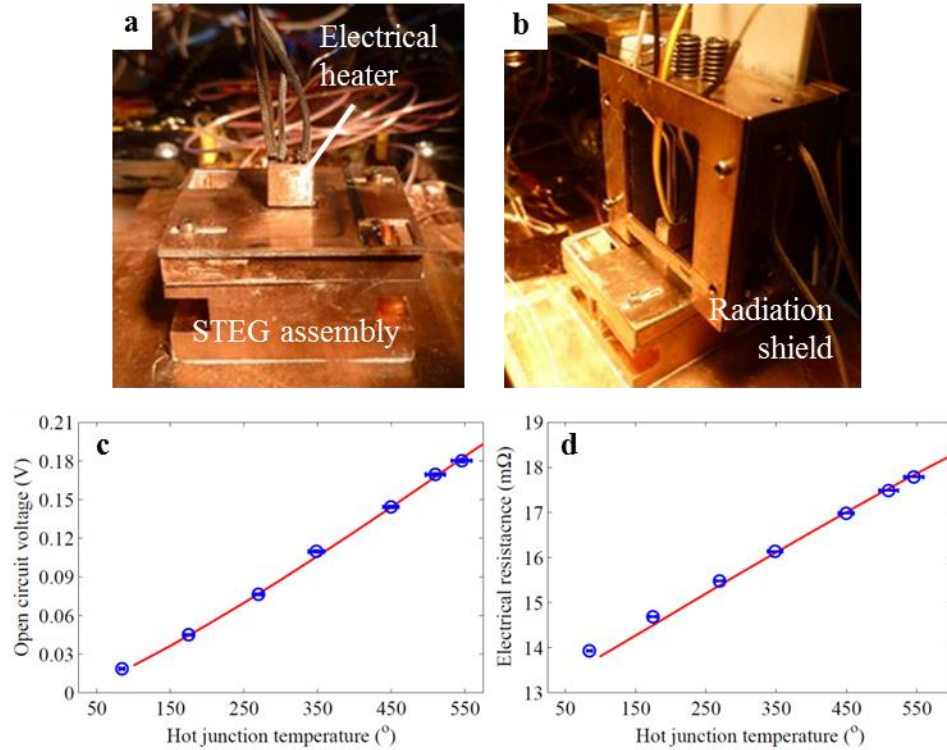 a
Electrical
heater
STEG assembly
b
Radiation
shield
c
Open circuit voltage (V)
0.21
0.18
0.15
0.12
0.09
0.06
0.03
0
50 150 250 350 450 550
Hot junction temperature (°)
d
Electrical resistacnce (mΩ)
19
18
17
16
15
14
13
50 150 250 350 450 550
Hot junction temperature (°)